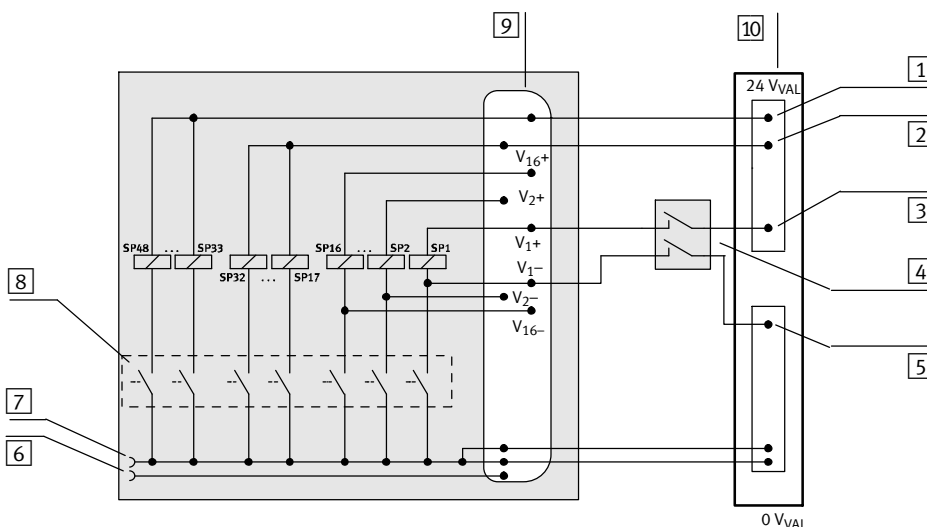 9
10
1
24 VVAL
2
V16+
V2+
3
SP48 ... SP33
SP16 ... SP2 SP1
V1+
4
SP32 ... SP17
V1–
8
V2–
V16–
5
7
6
0 VVAL